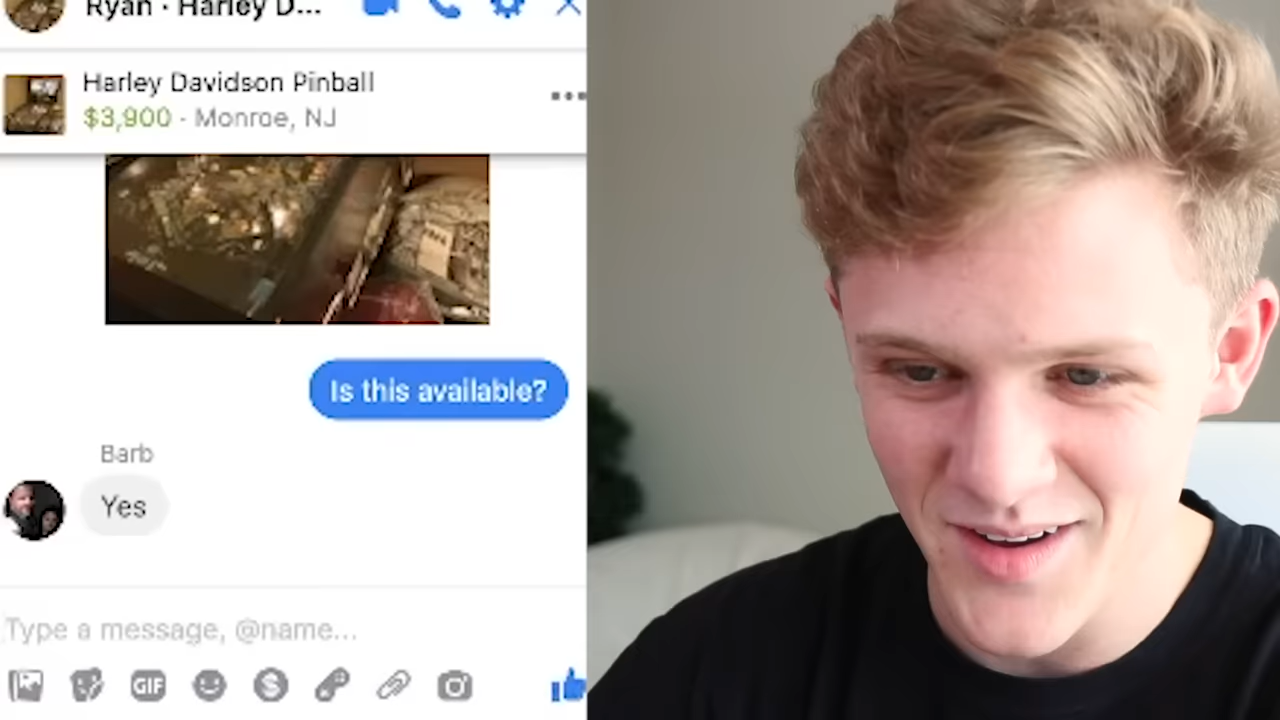 Ryan · Harley D...
Harley Davidson Pinball
$3,900 · Monroe, NJ
Is this available?
Barb
Yes
Type a message, @name...
GIF